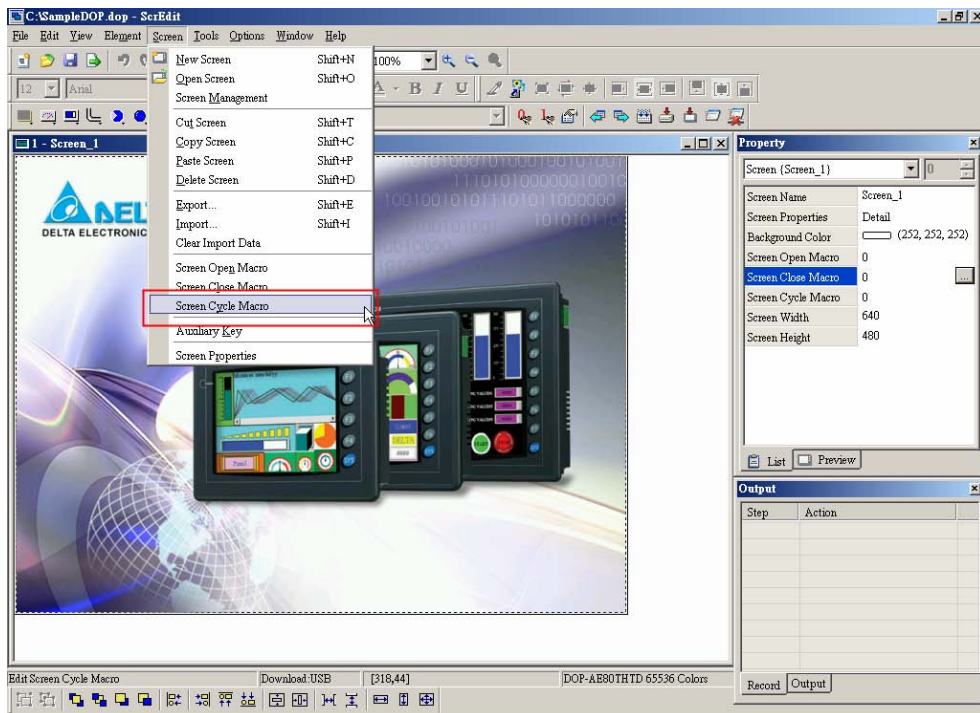 C:\SampleDOP.dop - ScrEdit
File Edit View Element Screen Tools Options Window Help
100%
12 Arial
B I U
1 - Screen_1
New Screen Shift+N
Open Screen Shift+O
Screen Management
Cut Screen Shift+T
Copy Screen Shift+C
Paste Screen Shift+P
Delete Screen Shift+D
Export... Shift+E
Import... Shift+I
Clear Import Data
Screen Open Macro
Screen Close Macro
Screen Cycle Macro
Auxiliary Key
Screen Properties
DELTA ELECTRONIC
Property
Screen {Screen_1} 0
Screen Name Screen_1
Screen Properties Detail
Background Color (252, 252, 252)
Screen Open Macro 0
Screen Close Macro 0 ...
Screen Cycle Macro 0
Screen Width 640
Screen Height 480
List Preview
Output
Step Action
Record Output
Edit Screen Cycle Macro Download:USB [318,44] DOP-AE80THTD 65536 Colors